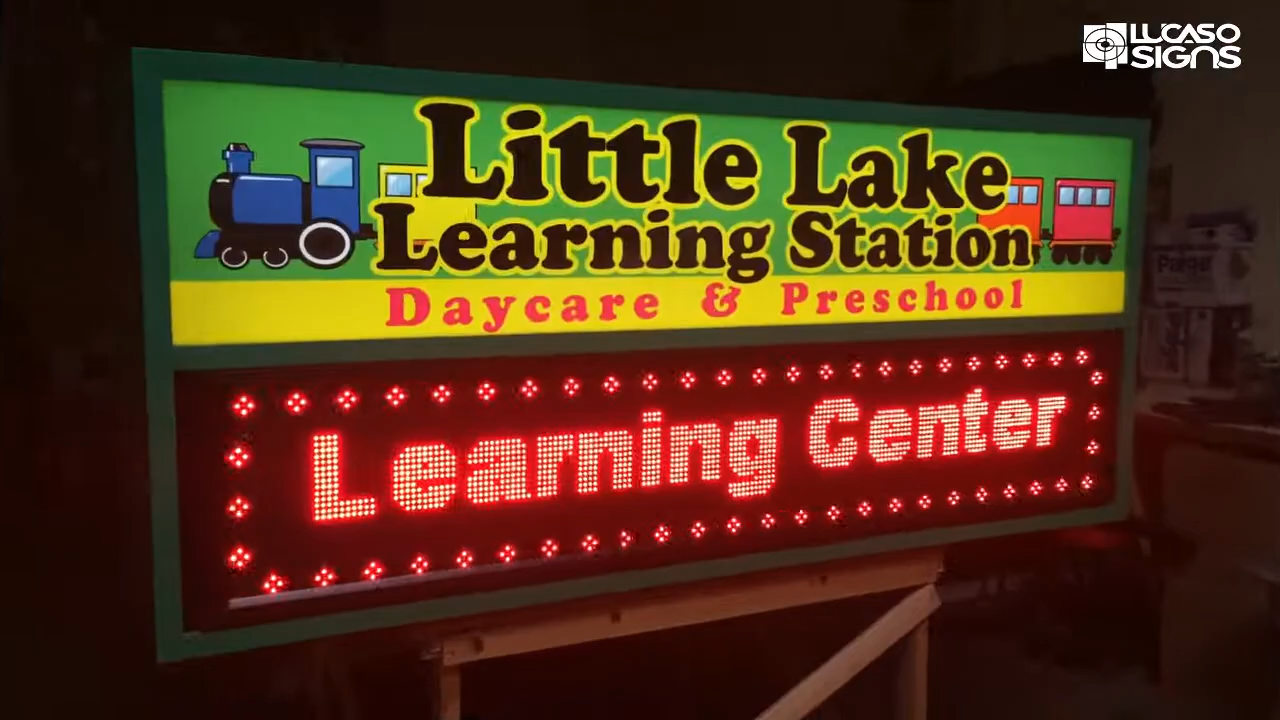 LUCASO
SIGNS
Little Lake
Learning Station
Daycare & Preschool
Learning Center